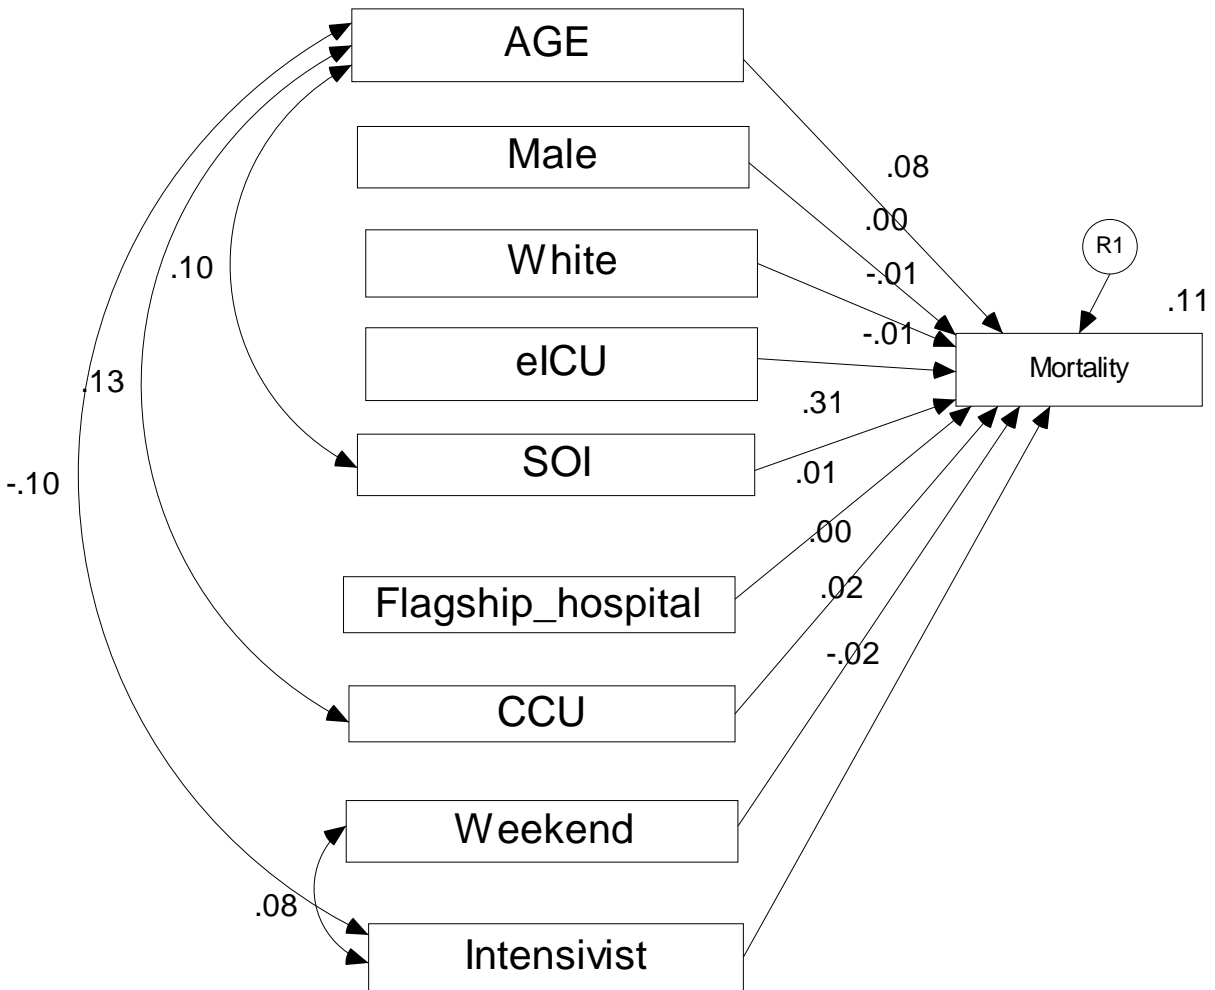 AGE
Male
.08
.00
White
R1
.10
-.01
.11
-.01
eICU
Mortality
.13
.31
SOI
.01
-.10
.00
.02
Flagship_hospital
-.02
CCU
Weekend
.08
Intensivist